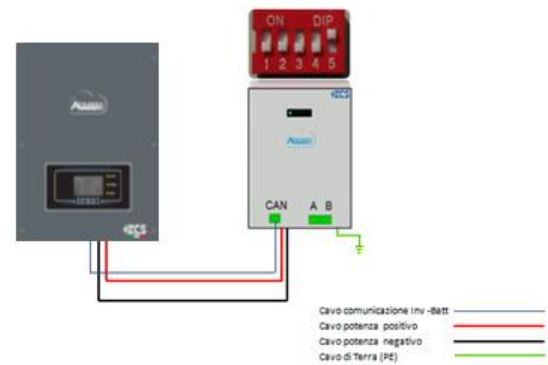 ON DIP
1 2 3 4 5
Azzurro
CAN A B
Cavo comunicazione Inv -Batt
Cavo potenza positivo
Cavo potenza negativo
Cavo di Terra (PE)